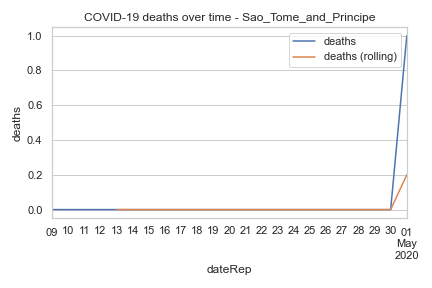 COVID-19 deaths over time - Sao_Tome_and_Principe
deaths
deaths (rolling)
deaths
1.0
0.8
0.6
0.4
0.2
0.0
09 10 11 12 13 14 15 16 17 18 19 20 21 22 23 24 25 26 27 28 29 30 01
May
2020
dateRep